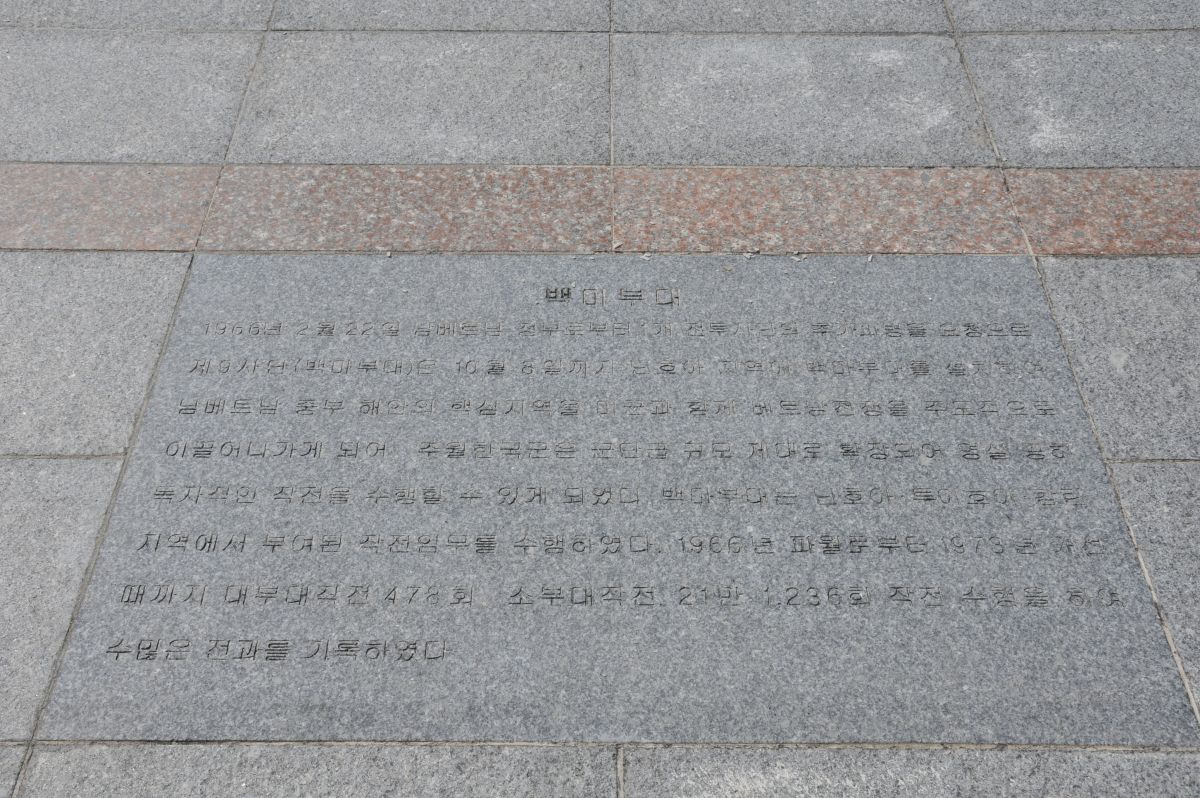 백마부대
1966년 2월 22일 남베트남 정부로부터 1개 전투사단의 추가파병을 요청으로
제9사단(백마부대)은 10월 8일까지 난호아 지역에 백마부대를 설치하여
남베트남 중부 해안의 핵심지역을 미군과 함께 베트남전쟁을 주도적으로
이끌어나가게 되어 주월한국군은 군단급 규모 체대로 확장되어 명실 공히
독자적인 작전을 수행할 수 있게 되었다. 백마부대는 난호아 투이호아
지역에서 부여된 작전임무를 수행하였다. 1966년 파월로부터 1973년
때까지 대부대작전 478회 소부대작전 21만 1,236회 작전 수행을 하여
수많은 전과를 기록하였다